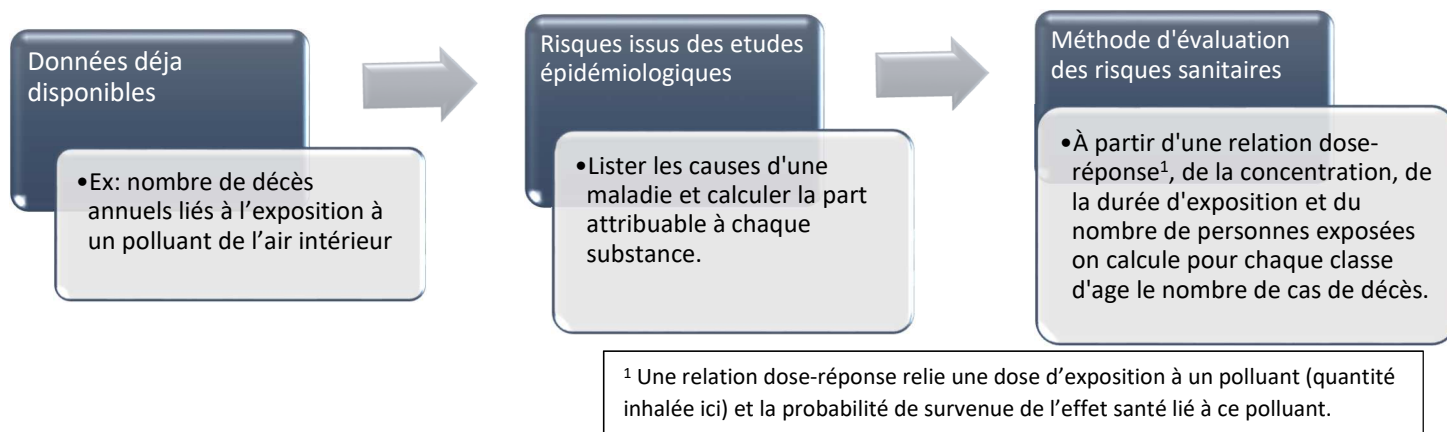 Données déja
disponibles
•Ex: nombre de décès
annuels liés à l’exposition à
un polluant de l’air intérieur
Risques issus des etudes
épidémiologiques
•Lister les causes d'une
maladie et calculer la part
attribuable à chaque
substance.
Méthode d'évaluation
des risques sanitaires
•À partir d'une relation dose-
réponse¹, de la concentration, de
la durée d'exposition et du
nombre de personnes exposées
on calcule pour chaque classe
d'age le nombre de cas de décès.
¹ Une relation dose-réponse relie une dose d’exposition à un polluant (quantité
inhalée ici) et la probabilité de survenue de l’effet santé lié à ce polluant.